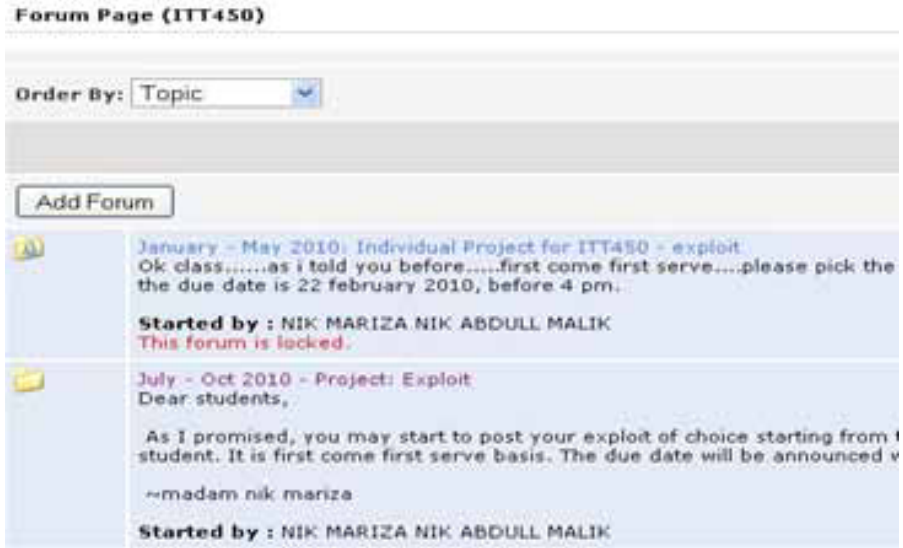 Forum Page (ITT450)
Order By: Topic
Add Forum
January - May 2010: Individual Project for ITT450 - exploit
Ok class......as i told you before.....first come first serve....please pick the
the due date is 22 february 2010, before 4 pm.
Started by : NIK MARIZA NIK ABDULL MALIK
This forum is locked.
July - Oct 2010 - Project: Exploit
Dear students,
As I promised, you may start to post your exploit of choice starting from
student. It is first come first serve basis. The due date will be announced
~madam nik mariza
Started by : NIK MARIZA NIK ABDULL MALIK